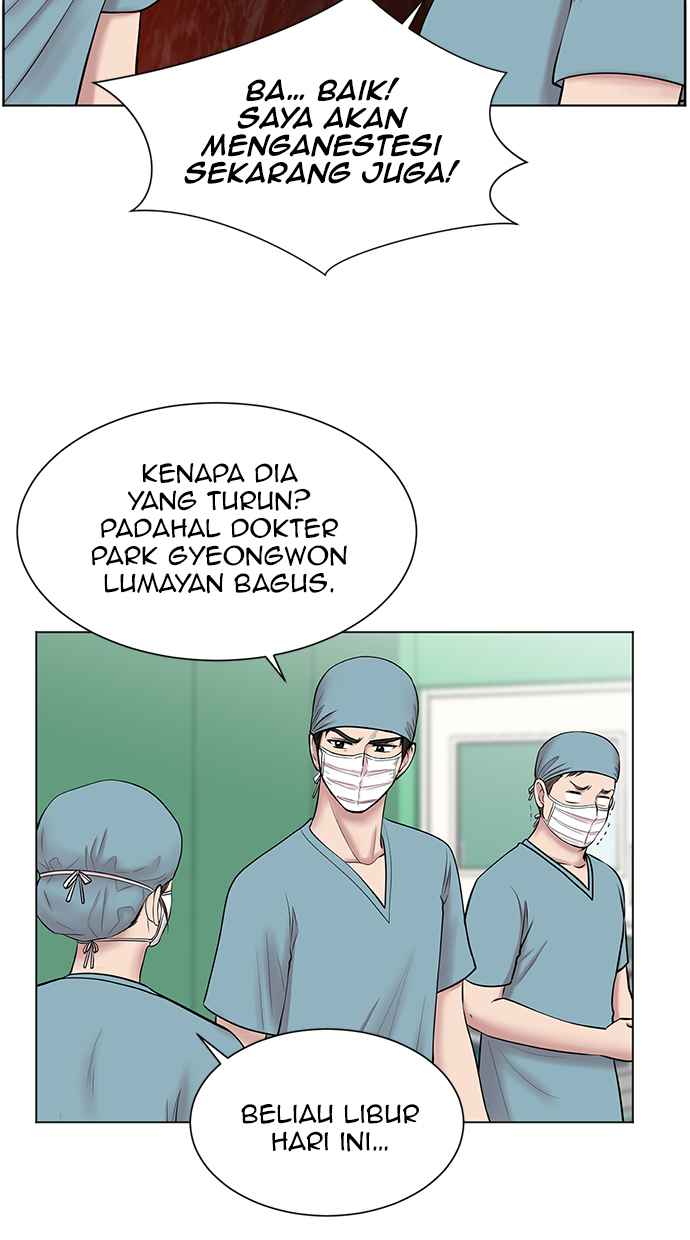 BA... BAIK!
SAYA AKAN
MENGANESTESI
SEKARANG JUGA!
KENAPA DIA
YANG TURUN?
PADAHAL DOKTER
PARK GYEONGWON
LUMAYAN BAGUS.
BELIAU LIBUR
HARI INI...